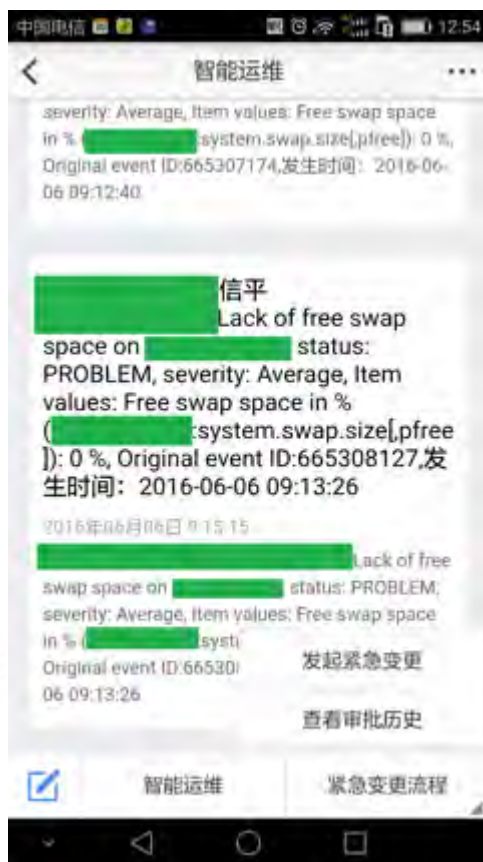 中国电信 12:54
智能运维
severity: Average, Item values: Free swap space
in % ( :system.swap.size[,pfree]): 0 %,
Original event ID:665307174,发生时间: 2016-06-
06 09:12:40
信平
Lack of free swap
space on status:
PROBLEM, severity: Average, Item
values: Free swap space in %
( :system.swap.size[,pfree
]): 0 %, Original event ID:665308127,发
生时间: 2016-06-06 09:13:26
2016年06月06日 9:15:15
Lack of free
swap space on status: PROBLEM,
severity: Average, Item values: Free swap space
in % ( :syst
Original event ID:66530
06 09:13:26
发起紧急变更
查看审批历史
智能运维
紧急变更流程